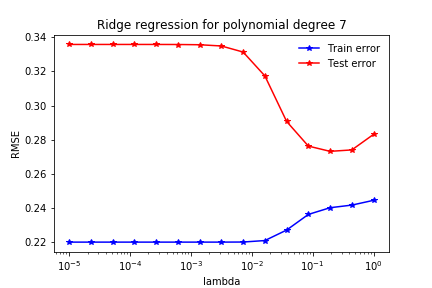 Ridge regression for polynomial degree 7
0.34
0.32
0.30
0.28
0.26
0.24
0.22
RMSE
Train error
Test error
10⁻⁵ 10⁻⁴ 10⁻³ 10⁻² 10⁻¹ 10⁰
lambda